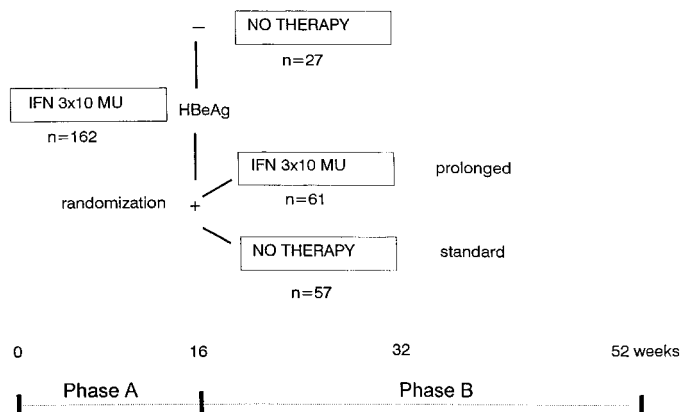 − NO THERAPY
n=27
IFN 3x10 MU HBeAg
n=162
IFN 3x10 MU prolonged
randomization + n=61
NO THERAPY standard
n=57
0 16 32 52 weeks
Phase A Phase B